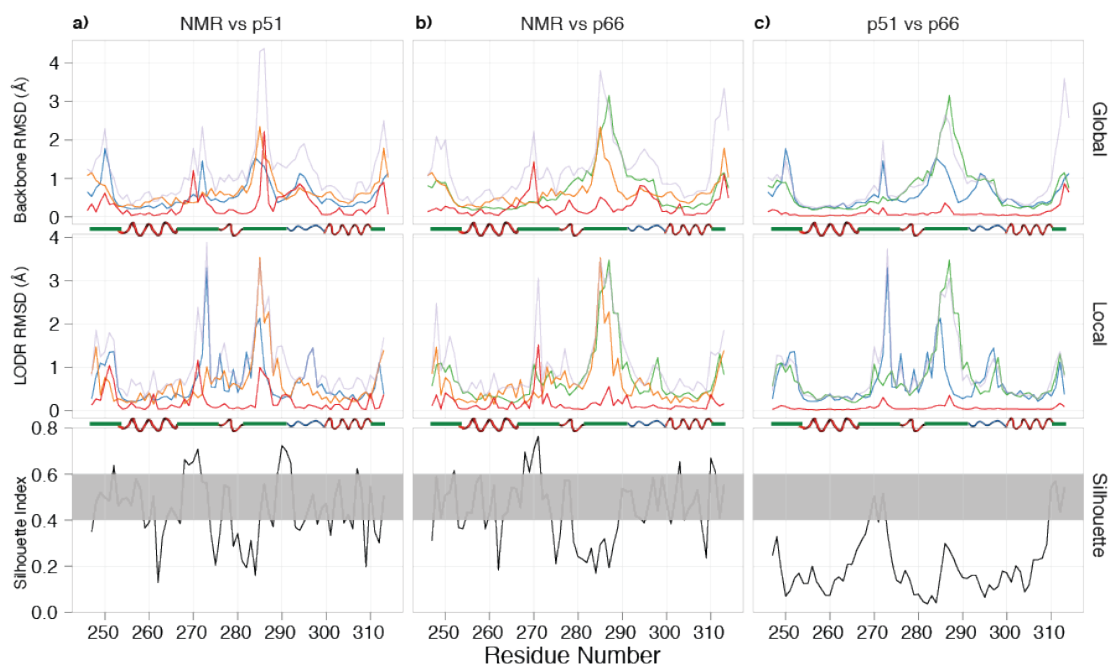 a) NMR vs p51 b) NMR vs p66 c) p51 vs p66
Backbone RMSD (Å)
4
3
2
1
0
Global
LODR RMSD (Å)
4
3
2
1
0
Local
Silhouette Index
0.8
0.6
0.4
0.2
0.0
Silhouette
250 260 270 280 290 300 310 250 260 270 280 290 300 310 250 260 270 280 290 300 310
Residue Number